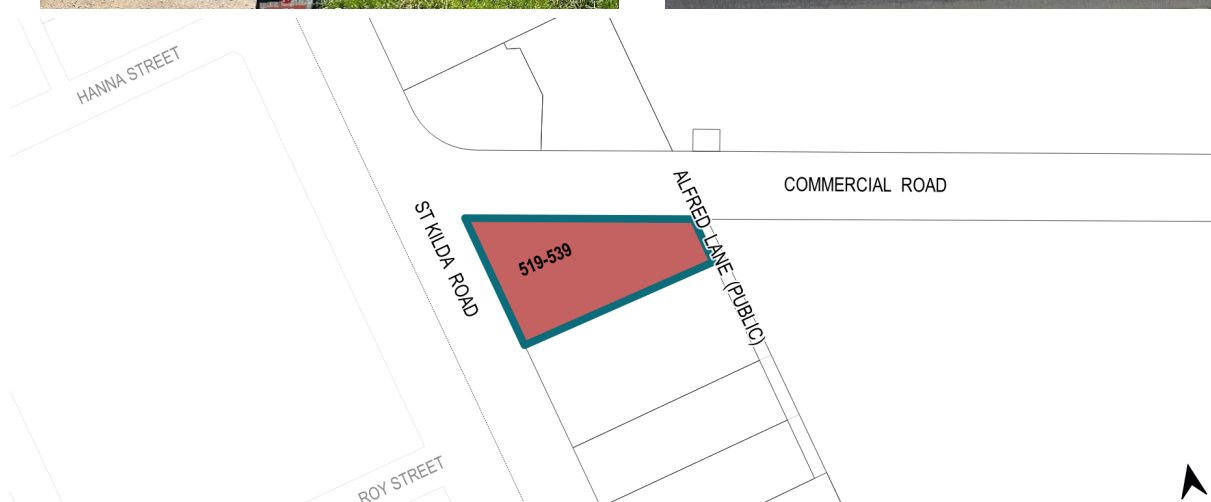 HANNA STREET
COMMERCIAL ROAD
ALFRED LANE (PUBLIC)
ST KILDA ROAD
519-539
ROY STREET